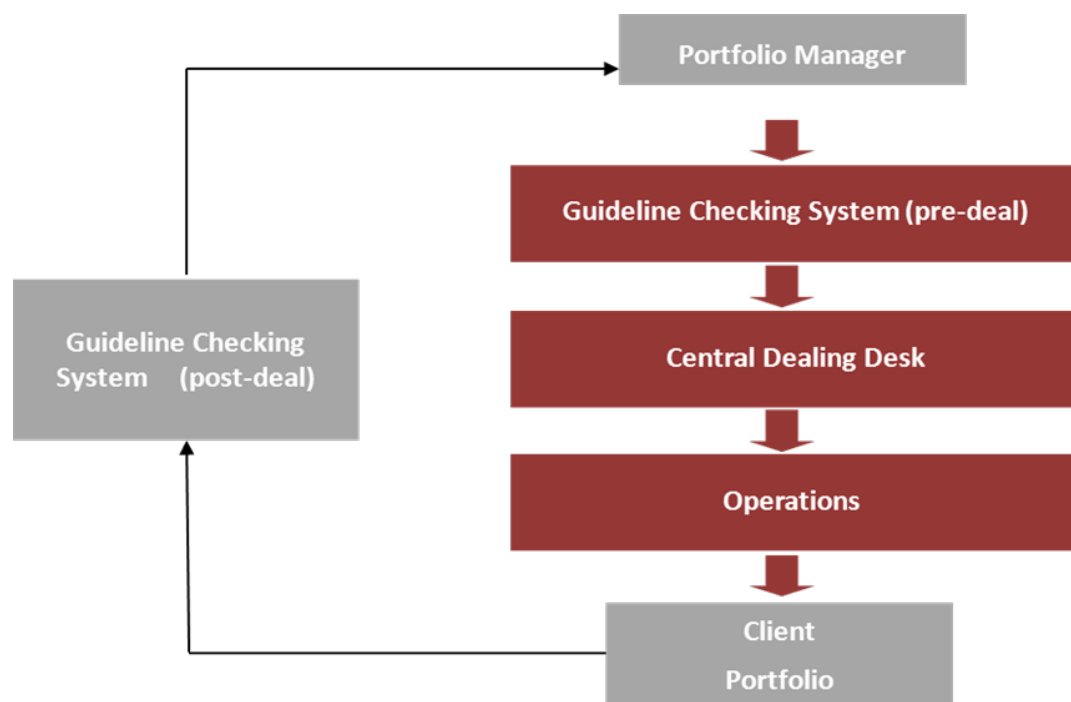 Portfolio Manager
Guideline Checking System (pre-deal)
Central Dealing Desk
Operations
Client
Portfolio
Guideline Checking
System (post-deal)